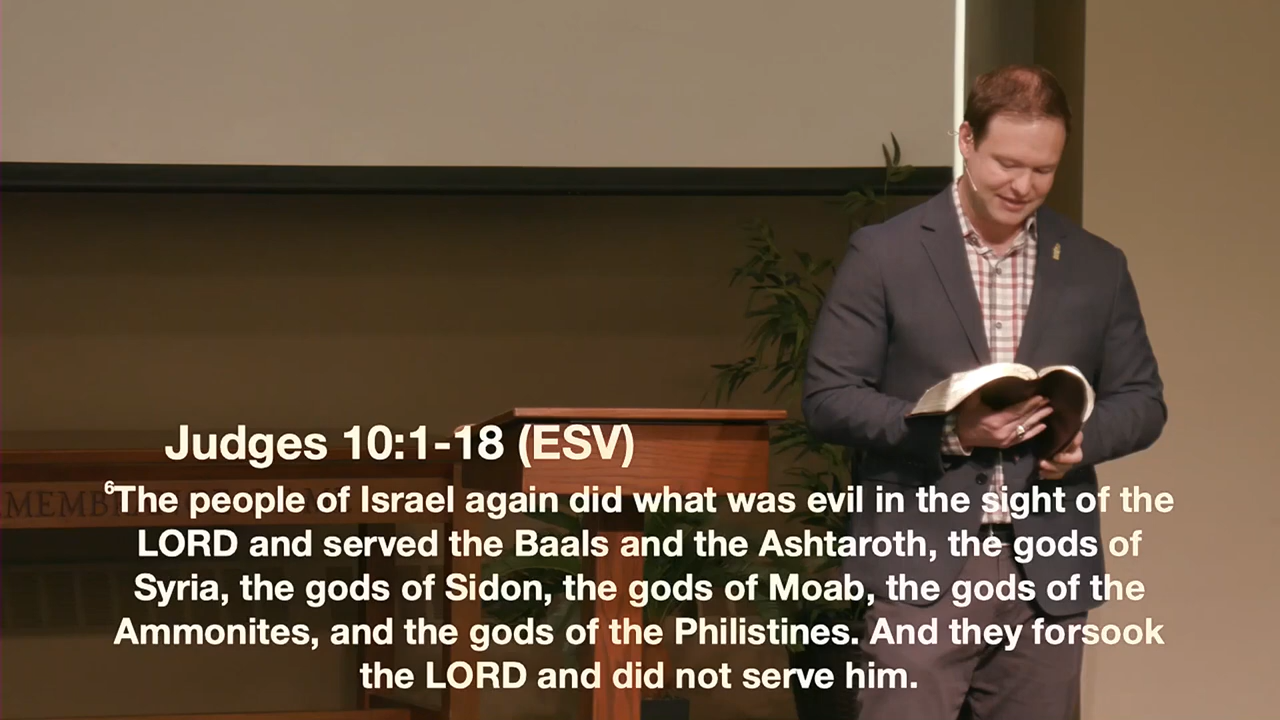 Judges 10:1-18 (ESV)
⁶The people of Israel again did what was evil in the sight of the
LORD and served the Baals and the Ashtaroth, the gods of
Syria, the gods of Sidon, the gods of Moab, the gods of the
Ammonites, and the gods of the Philistines. And they forsook
the LORD and did not serve him.